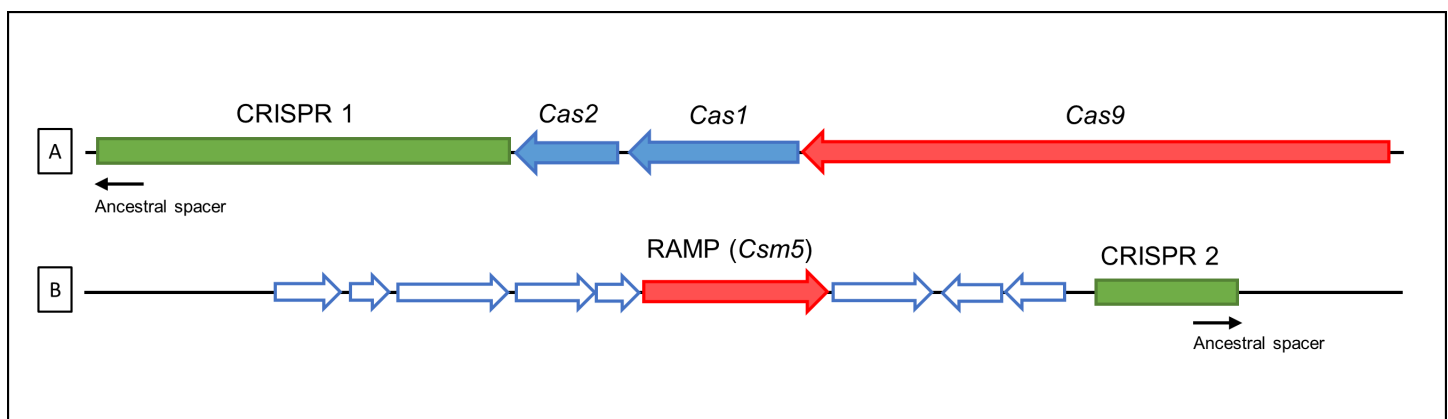 CRISPR 1 Cas2 Cas1 Cas9
A
Ancestral spacer
RAMP (Csm5) CRISPR 2
B
Ancestral spacer